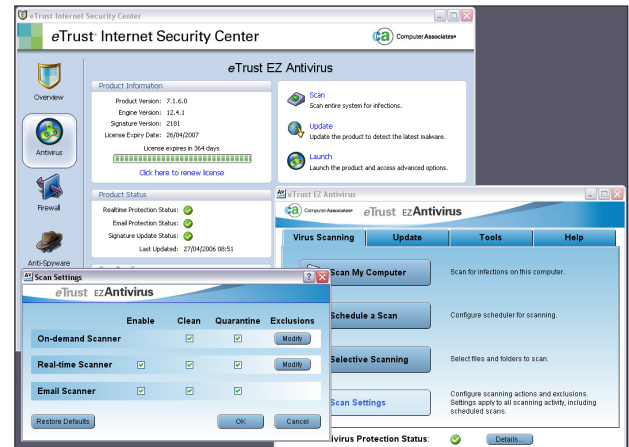 eTrust Internet Security Center
eTrust Internet Security Center
Computer Associates
Overview
Antivirus
Firewall
Anti-Spyware
eTrust EZ Antivirus
Product Information
Product Version: 7.1.6.0
Engine Version: 12.4.1
Signature Version: 2181
License Expiry Date: 26/04/2007
License expires in 364 days
Click here to renew license
Product Status
Realtime Protection Status:
Email Protection Status:
Signature Update Status:
Last Updated: 27/04/2006 08:51
Scan
Scan entire system for infections.
Update
Update the product to detect the latest malware.
Launch
Launch the product and access advanced options.
eTrust EZ Antivirus
Computer Associates
eTrust EZ Antivirus
Virus Scanning Update Tools Help
Scan My Computer
Scan for infections on this computer.
Schedule a Scan
Configure scheduler for scanning.
Selective Scanning
Select files and folders to scan.
Scan Settings
Configure scanning actions and exclusions.
Settings apply to all scanning
activity, including
scheduled scans.
ivirus Protection Status:
Details...
Scan Settings
eTrust EZ Antivirus
Enable Clean Quarantine Exclusions
On-demand Scanner Modify
Real-time Scanner Modify
Email Scanner
Restore Defaults OK Cancel